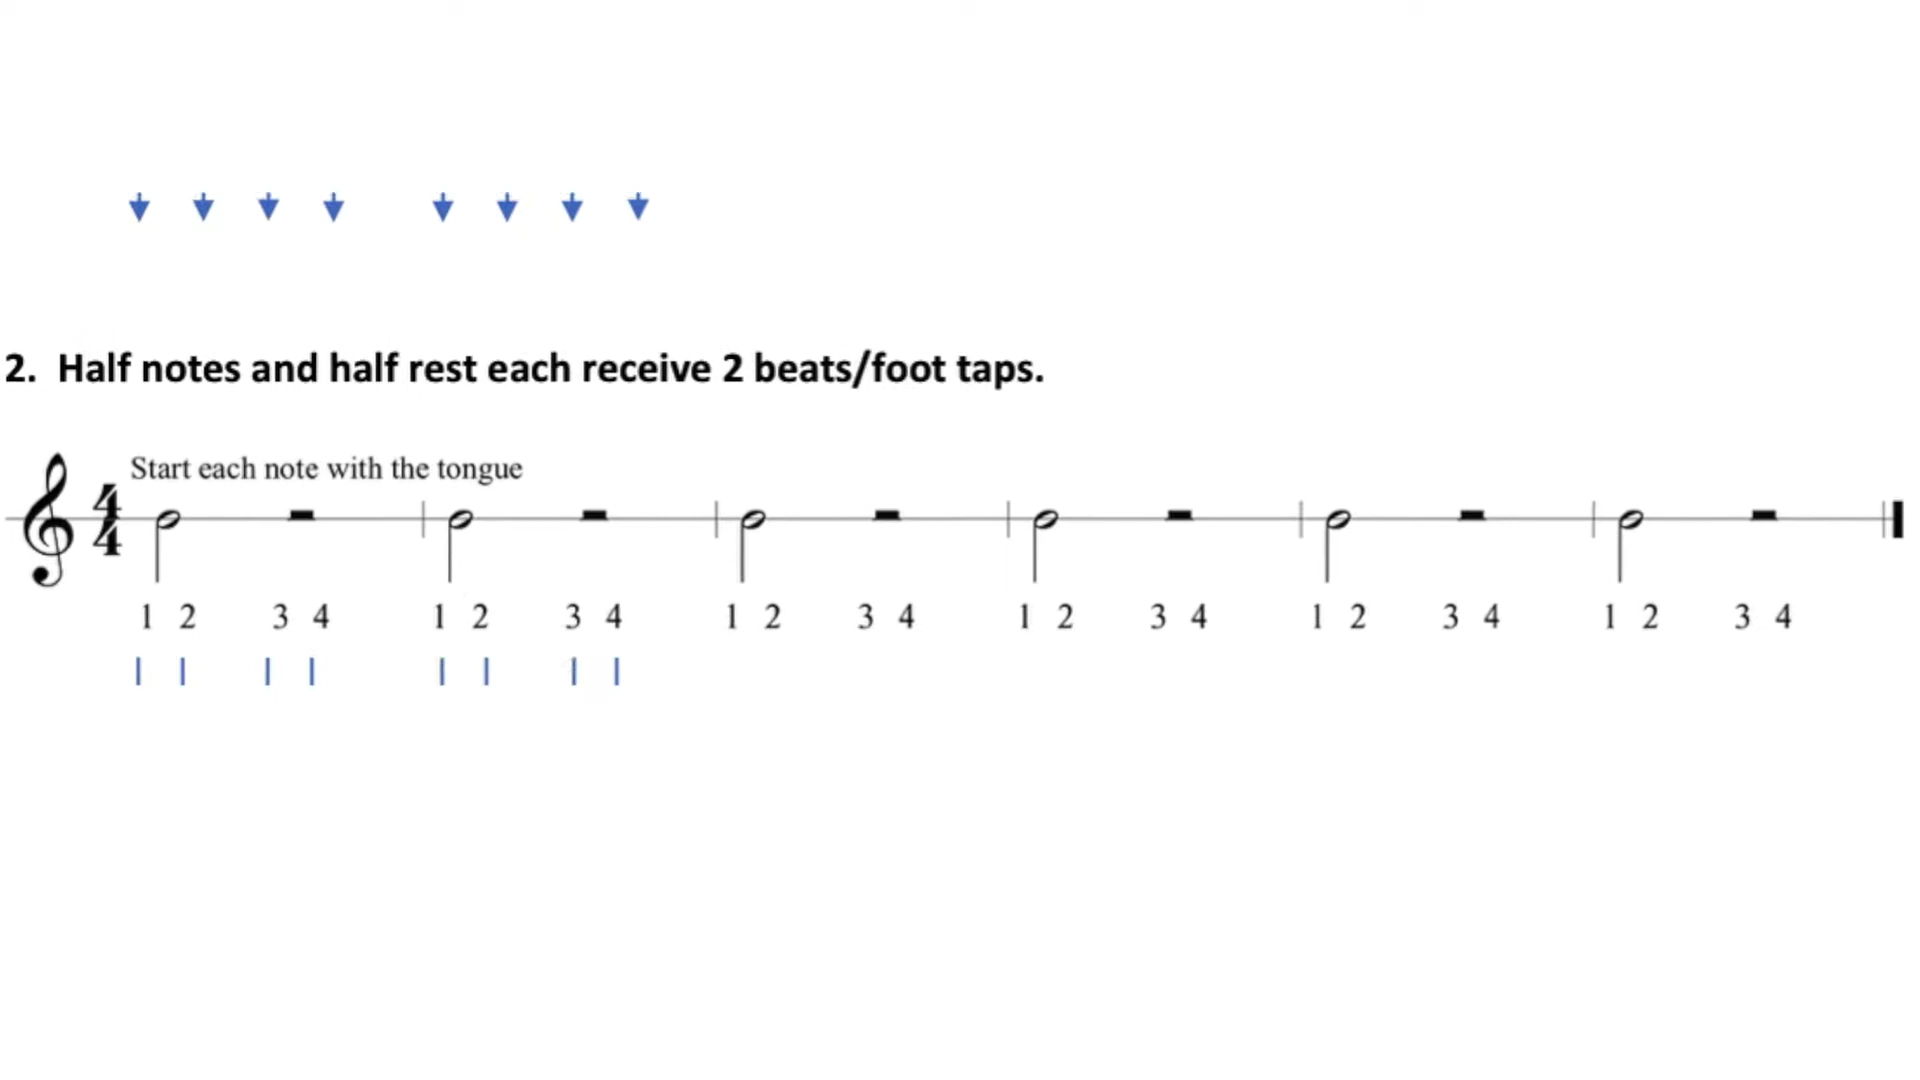 2. Half notes and half rest each receive 2 beats/foot taps.
Start each note with the tongue
4
4
1 2 3 4 1 2 3 4 1 2 3 4 1 2 3 4 1 2 3 4 1 2 3 4